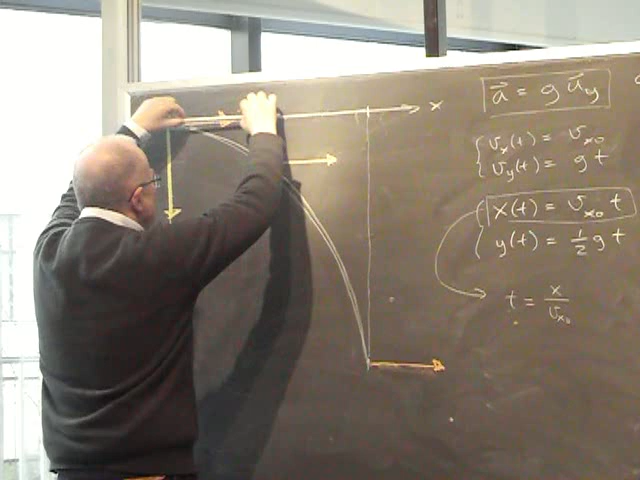 x
a⃗ = g u⃗y
vx(t) = vx0
vy(t) = g t
x(t) = vx0 t
y(t) = 1/2 g t
t = x/vx0